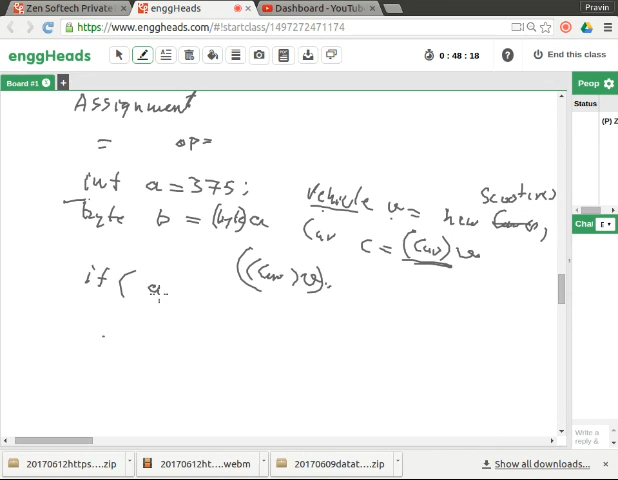 Zen Softech Privat
enggHeads
Dashboard - YouTub
Pravin
https://www.enggheads.com/#!startclass/1497272471174
enggHeads
0 : 48 : 18
?
End this class
Board #1
+
Peop
Status
(P) Z
Assignment
= op=
int a = 375;
byte b = (byte)a
Vehicle v = new Scooter()
Car c = (Car)v
if (
((Car)v).
Chat
E
Write a
reply &
20170612https....zip
20170612ht....webm
20170609datat....zip
Show all downloads...